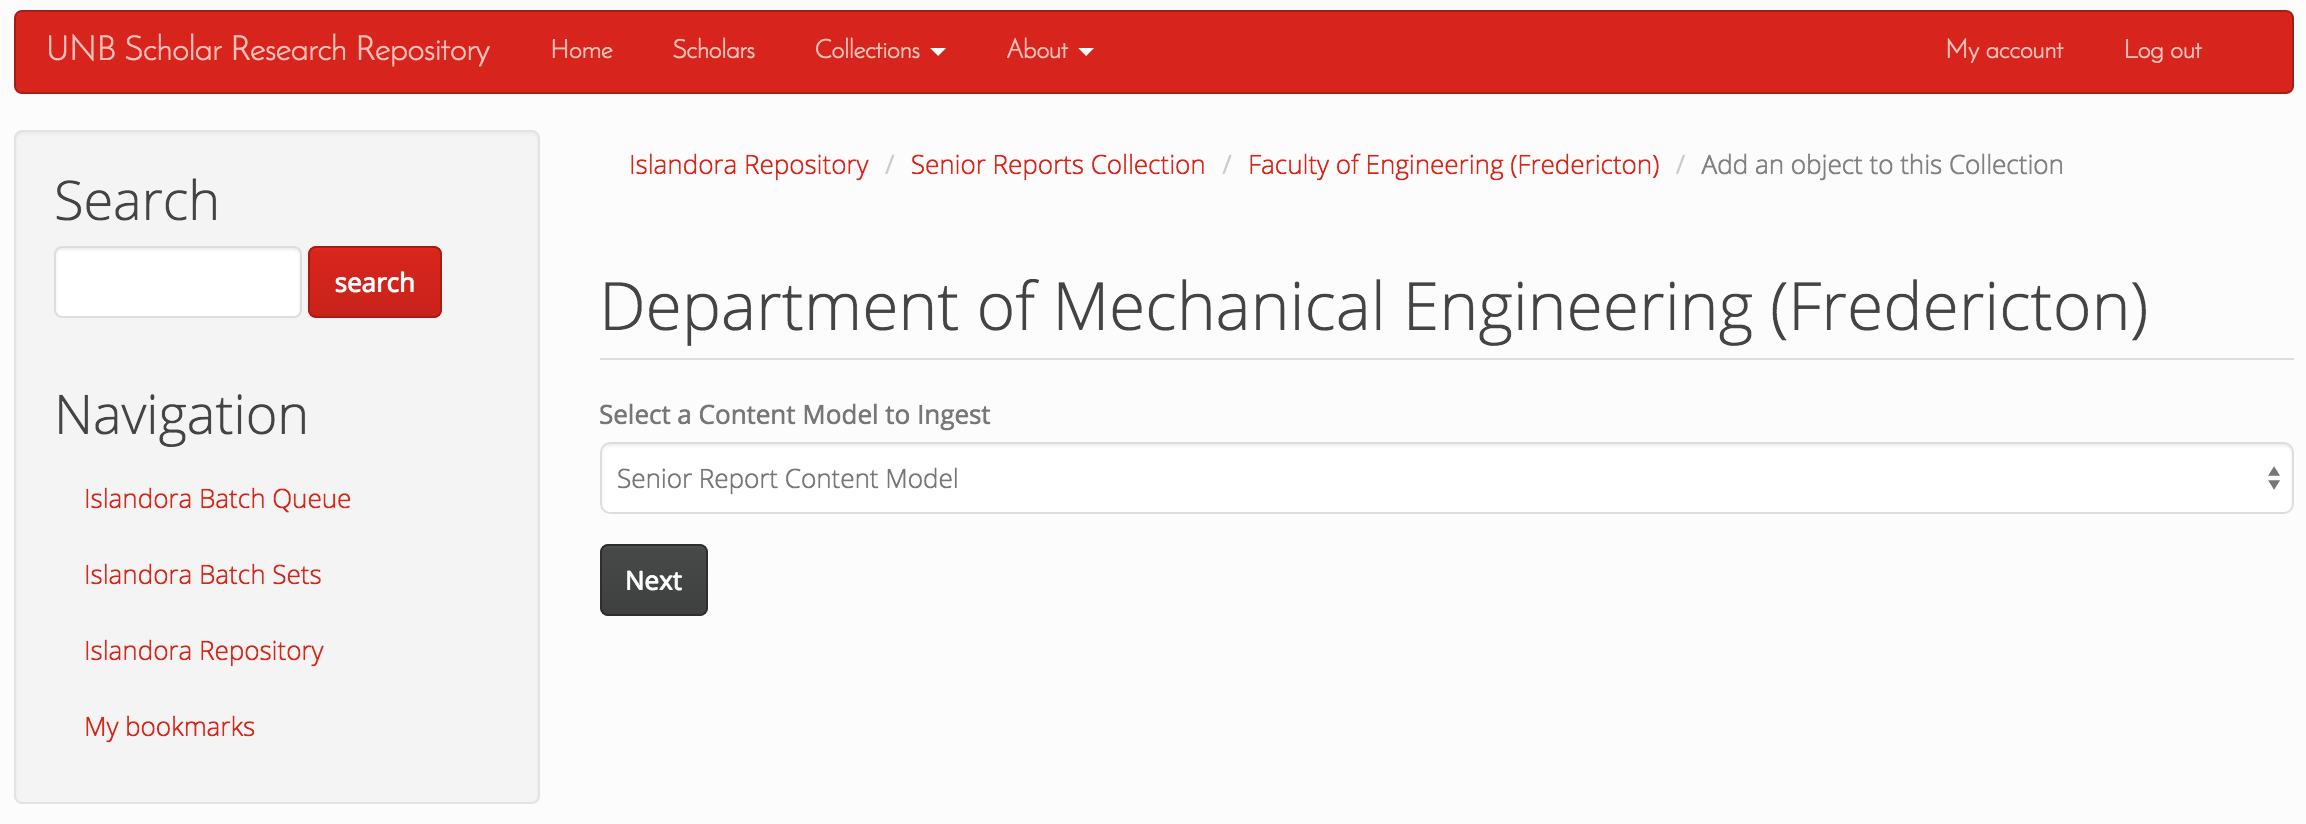 UNB Scholar Research Repository Home Scholars Collections About My account Log out
Search
search
Navigation
Islandora Batch Queue
Islandora Batch Sets
Islandora Repository
My bookmarks
Islandora Repository / Senior Reports Collection / Faculty of Engineering (Fredericton) / Add an object to this Collection
Department of Mechanical Engineering (Fredericton)
Select a Content Model to Ingest
Senior Report Content Model
Next